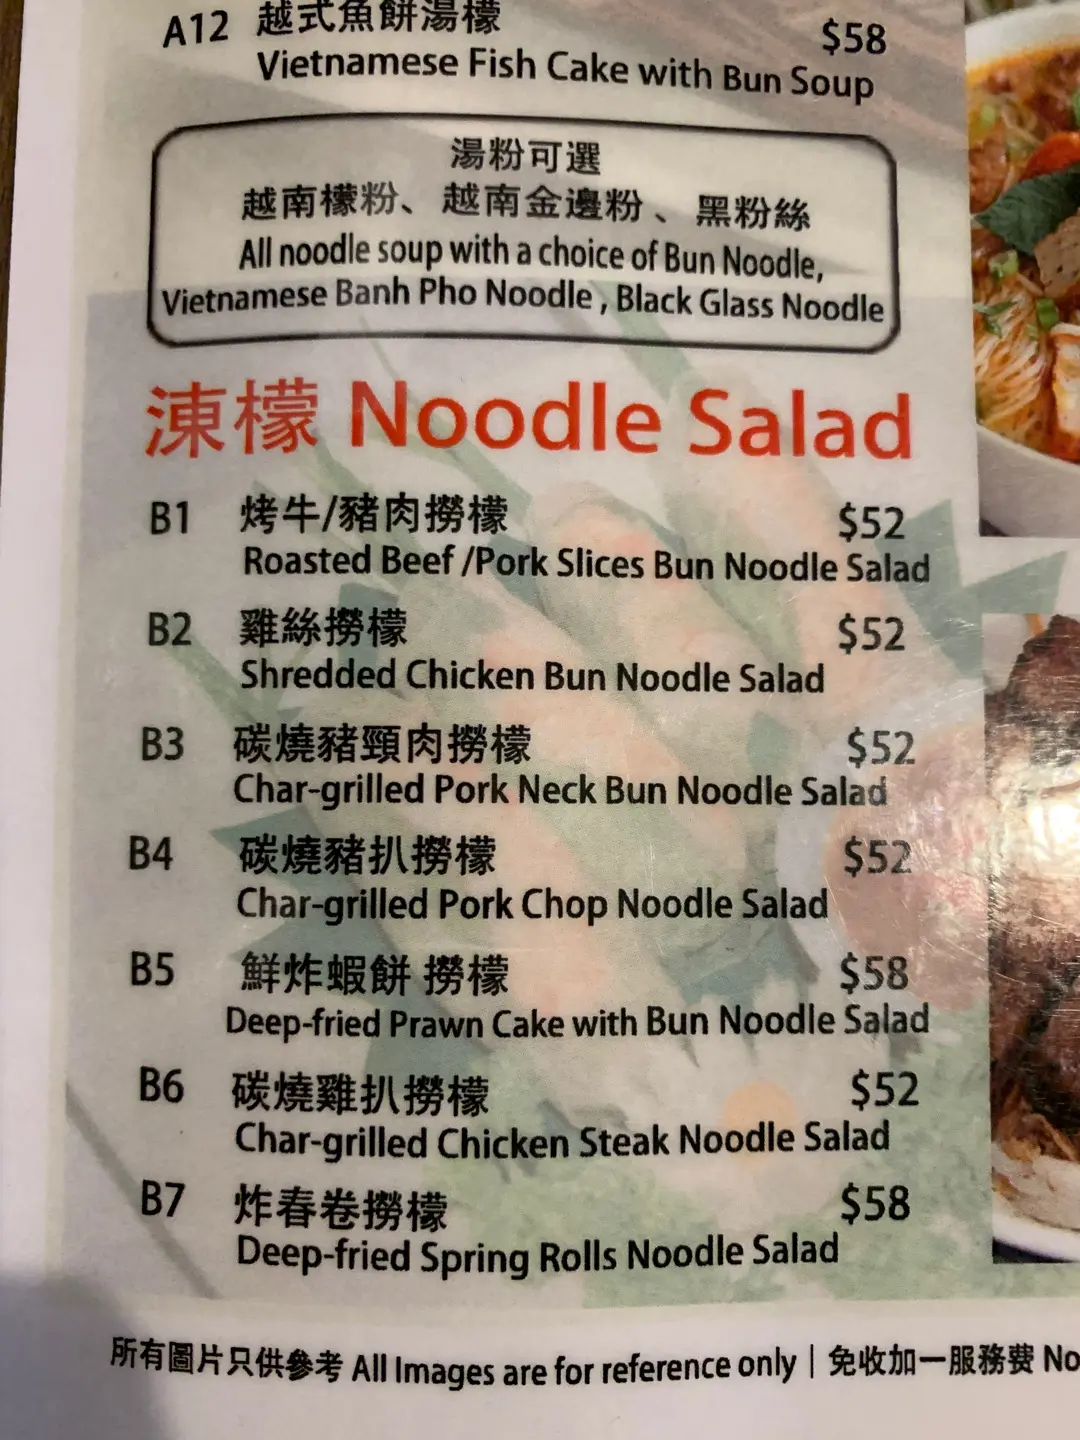 A12 越式魚餅湯檬 $58
Vietnamese Fish Cake with Bun Soup
湯粉可選
越南檬粉、越南金邊粉、黑粉絲
All noodle soup with a choice of Bun Noodle,
Vietnamese Banh Pho Noodle , Black Glass Noodle
涷檬 Noodle Salad
B1 烤牛/豬肉撈檬 $52
Roasted Beef /Pork Slices Bun Noodle Salad
B2 雞絲撈檬 $52
Shredded Chicken Bun Noodle Salad
B3 碳燒豬頸肉撈檬 $52
Char-grilled Pork Neck Bun Noodle Salad
B4 碳燒豬扒撈檬 $52
Char-grilled Pork Chop Noodle Salad
B5 鮮炸蝦餅 撈檬 $58
Deep-fried Prawn Cake with Bun Noodle Salad
B6 碳燒雞扒撈檬 $52
Char-grilled Chicken Steak Noodle Salad
B7 炸春卷撈檬 $58
Deep-fried Spring Rolls Noodle Salad
所有圖片只供參考 All Images are for reference only | 免收加一服務費 No